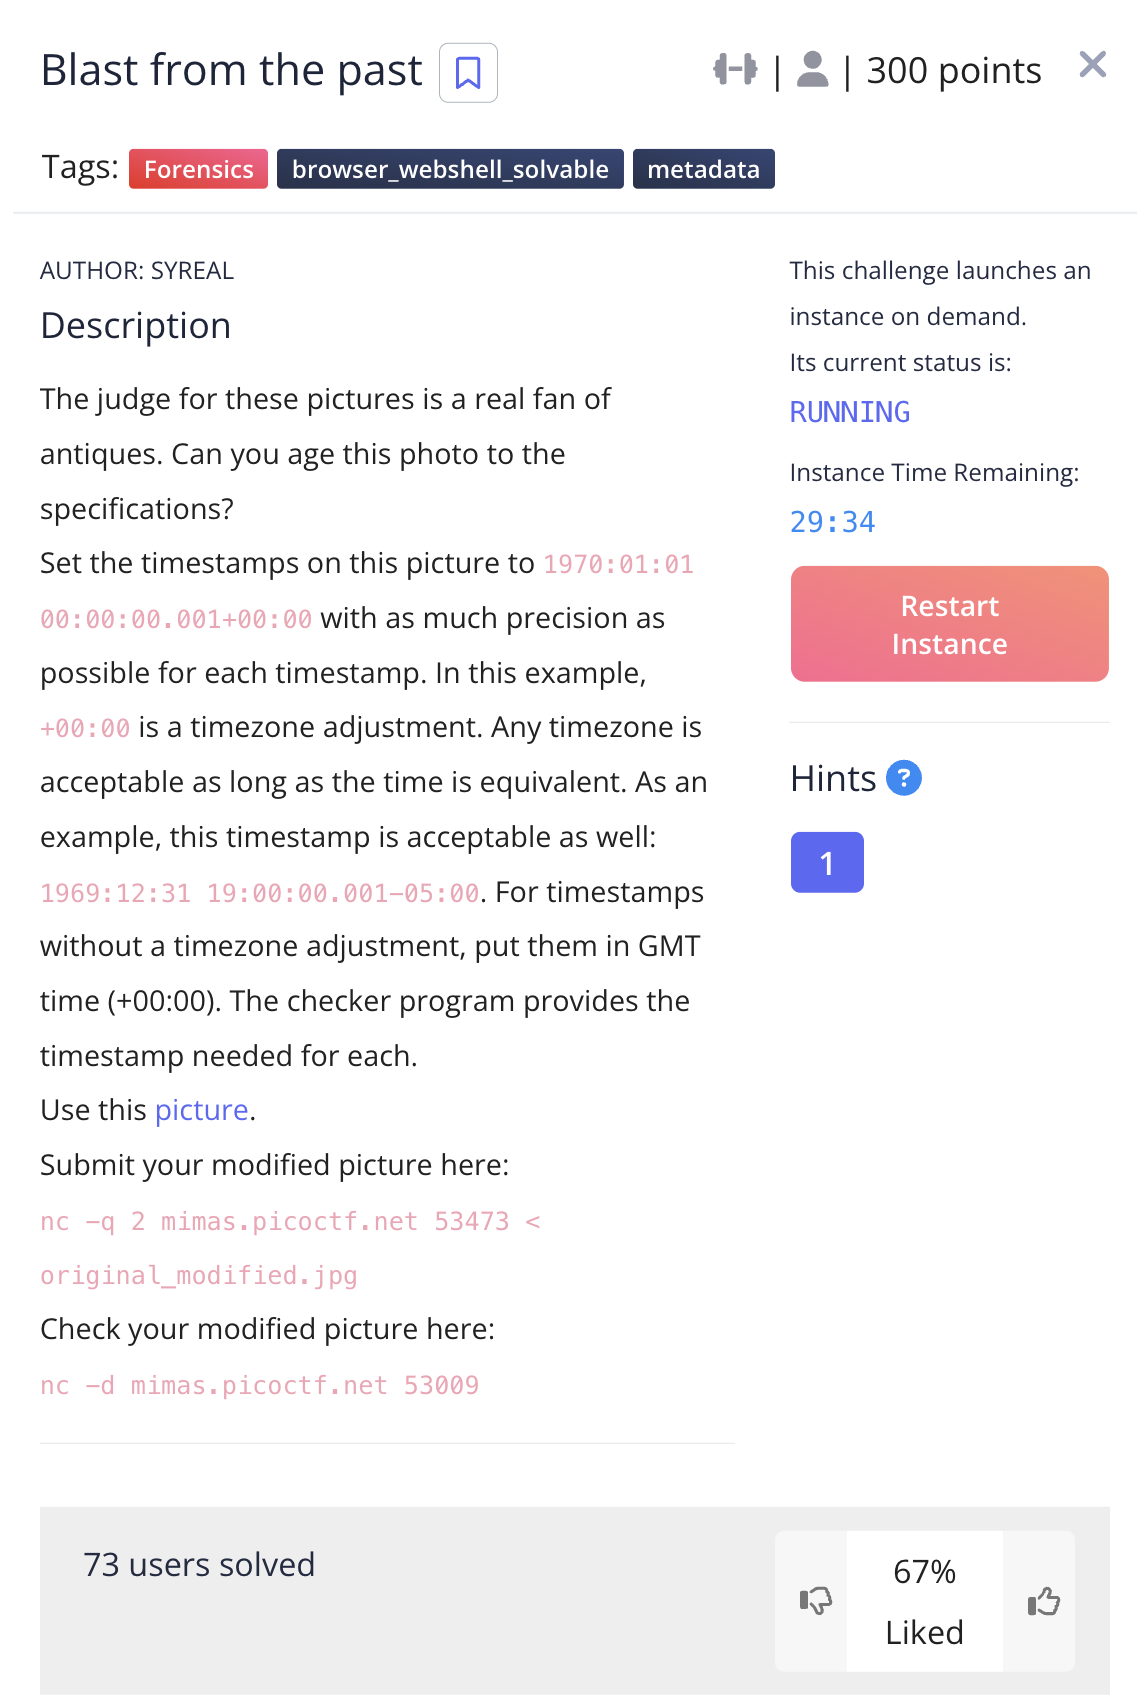 Blast from the past
| | 300 points
Tags: Forensics browser_webshell_solvable metadata
AUTHOR: SYREAL
Description
The judge for these pictures is a real fan of
antiques. Can you age this photo to the
specifications?
Set the timestamps on this picture to 1970:01:01
00:00:00.001+00:00 with as much precision as
possible for each timestamp. In this example,
+00:00 is a timezone adjustment. Any timezone is
acceptable as long as the time is equivalent. As an
example, this timestamp is acceptable as well:
1969:12:31 19:00:00.001-05:00. For timestamps
without a timezone adjustment, put them in GMT
time (+00:00). The checker program provides the
timestamp needed for each.
Use this picture.
Submit your modified picture here:
nc -q 2 mimas.picoctf.net 53473 <
original_modified.jpg
Check your modified picture here:
nc -d mimas.picoctf.net 53009
This challenge launches an
instance on demand.
Its current status is:
RUNNING
Instance Time Remaining:
29:34
Restart
Instance
Hints ?
1
73 users solved
67%
Liked